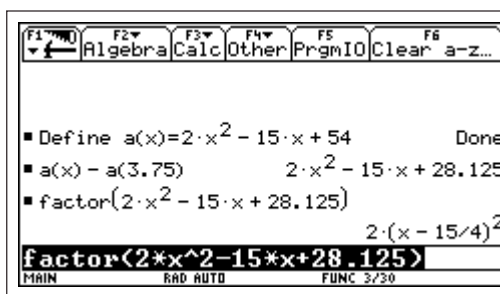 F1 F2 F3 F4 F5 F6
Algebra Calc Other PrgmIO Clear a-z…
▪ Define a(x)=2·x² − 15·x + 54 Done
▪ a(x) − a(3.75) 2·x² − 15·x + 28.125
▪ factor(2·x² − 15·x + 28.125)
2·(x − 15/4)²
factor(2*x^2-15*x+28.125)
MAIN RAD AUTO FUNC 3/30